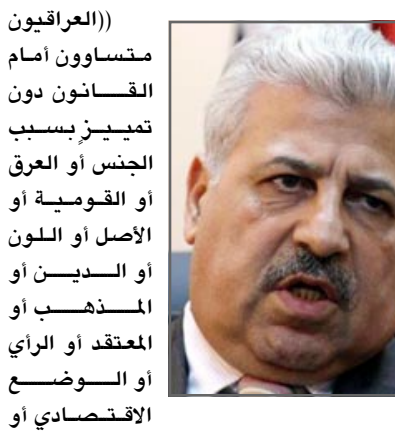 ((العراقيون
متساوون أمام
القانون دون
تمييزٍ بسبب
الجنس أو العرق
أو القومية أو
الأصل أو اللون
أو الدين أو
المذهب أو
المعتقد أو الرأي
أو الوضع
الاقتصادي أو